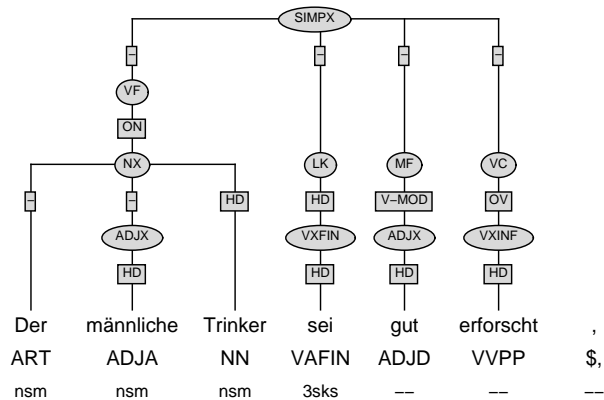 SIMPX
– – – –
VF
ON
NX LK MF VC
– – HD HD V–MOD OV
ADJX VXFIN ADJX VXINF
HD HD HD HD
Der männliche Trinker sei gut erforscht ,
ART ADJA NN VAFIN ADJD VVPP $,
nsm nsm nsm 3sks –– –– ––